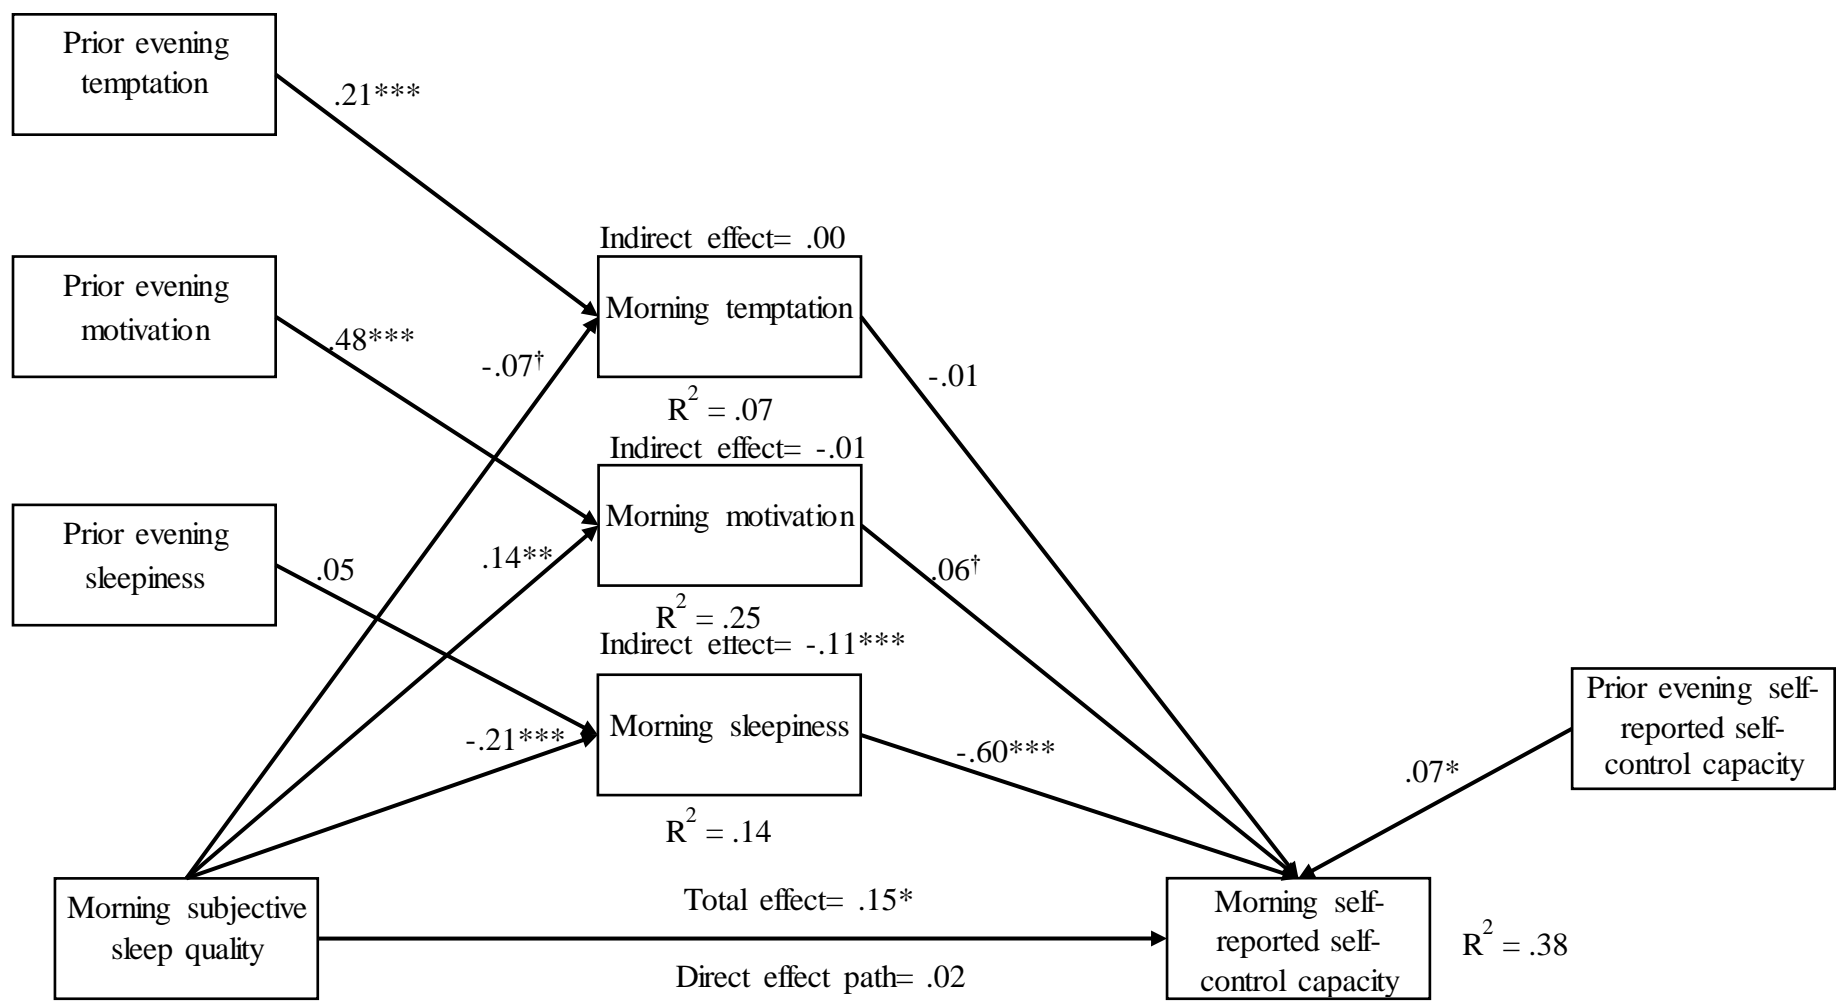 Prior evening
temptation
.21***
Indirect effect= .00
Prior evening
motivation
.48***
Morning temptation
-.07†
-.01
R² = .07
Indirect effect= -.01
Prior evening
sleepiness
.05
Morning motivation
.14**
.06†
R² = .25
Indirect effect= -.11***
Morning sleepiness
-.21***
-.60***
Prior evening self-
reported self-
control capacity
.07*
R² = .14
Morning subjective
sleep quality
Total effect= .15*
Direct effect path= .02
Morning self-
reported self-
control capacity
R² = .38